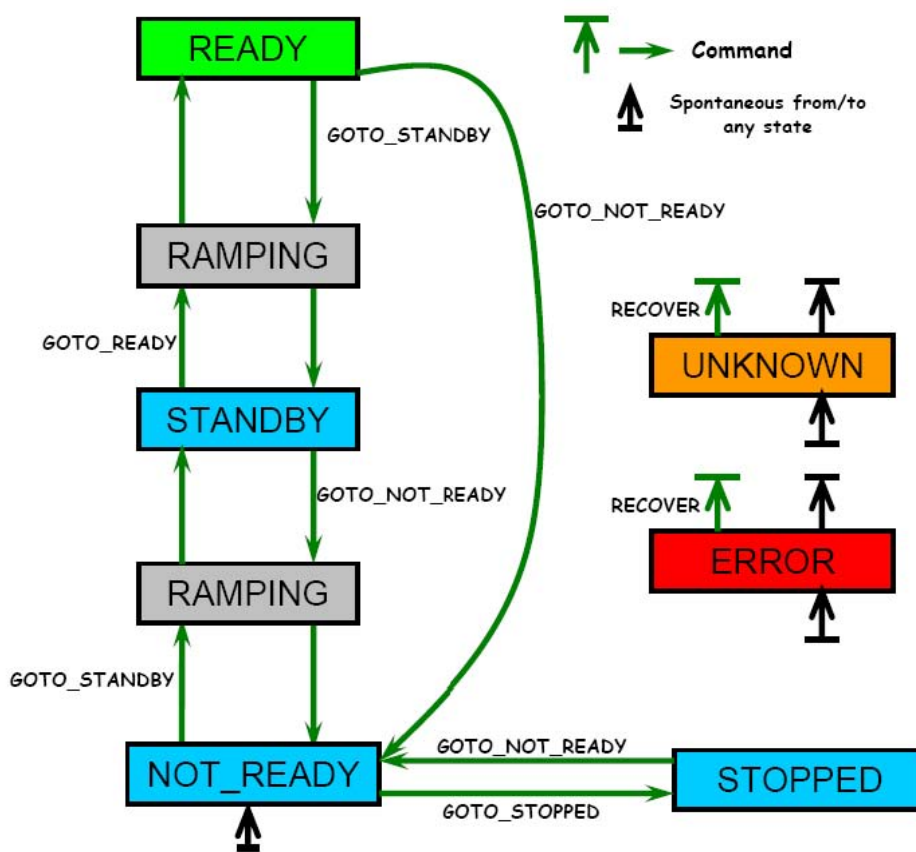 READY
Command
Spontaneous from/to
any state
GOTO_STANDBY
GOTO_NOT_READY
RAMPING
RECOVER
GOTO_READY
UNKNOWN
STANDBY
GOTO_NOT_READY
RECOVER
ERROR
RAMPING
GOTO_STANDBY
GOTO_NOT_READY
NOT_READY
STOPPED
GOTO_STOPPED